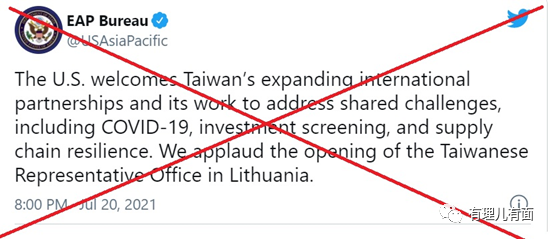 EAP Bureau
@USAsiaPacific
The U.S. welcomes Taiwan's expanding international
partnerships and its work to address shared challenges,
including COVID-19, investment screening, and supply
chain resilience. We applaud the opening of the Taiwanese
Representative Office in Lithuania.
8:00 PM · Jul 20, 2021
有理儿有面